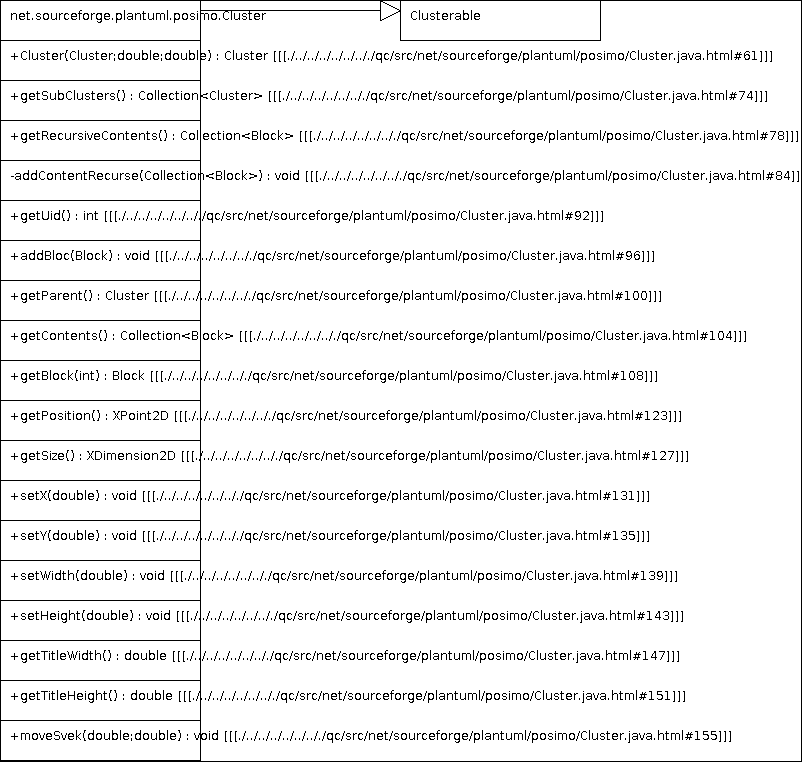 net.sourceforge.plantuml.posimo.Cluster
Clusterable
+Cluster(Cluster;double;double) : Cluster [[[./../../../../../../qc/src/net/sourceforge/plantuml/posimo/Cluster.java.html#61]]]
+getSubClusters() : Collection<Cluster> [[[./../../../../../../qc/src/net/sourceforge/plantuml/posimo/Cluster.java.html#74]]]
+getRecursiveContents() : Collection<Block> [[[./../../../../../../qc/src/net/sourceforge/plantuml/posimo/Cluster.java.html#78]]]
-addContentRecurse(Collection<Block>) : void [[[./../../../../../../qc/src/net/sourceforge/plantuml/posimo/Cluster.java.html#84]]]
+getUid() : int [[[./../../../../../../qc/src/net/sourceforge/plantuml/posimo/Cluster.java.html#92]]]
+addBloc(Block) : void [[[./../../../../../../qc/src/net/sourceforge/plantuml/posimo/Cluster.java.html#96]]]
+getParent() : Cluster [[[./../../../../../../qc/src/net/sourceforge/plantuml/posimo/Cluster.java.html#100]]]
+getContents() : Collection<Block> [[[./../../../../../../qc/src/net/sourceforge/plantuml/posimo/Cluster.java.html#104]]]
+getBlock(int) : Block [[[./../../../../../../qc/src/net/sourceforge/plantuml/posimo/Cluster.java.html#108]]]
+getPosition() : XPoint2D [[[./../../../../../../qc/src/net/sourceforge/plantuml/posimo/Cluster.java.html#123]]]
+getSize() : XDimension2D [[[./../../../../../../qc/src/net/sourceforge/plantuml/posimo/Cluster.java.html#127]]]
+setX(double) : void [[[./../../../../../../qc/src/net/sourceforge/plantuml/posimo/Cluster.java.html#131]]]
+setY(double) : void [[[./../../../../../../qc/src/net/sourceforge/plantuml/posimo/Cluster.java.html#135]]]
+setWidth(double) : void [[[./../../../../../../qc/src/net/sourceforge/plantuml/posimo/Cluster.java.html#139]]]
+setHeight(double) : void [[[./../../../../../../qc/src/net/sourceforge/plantuml/posimo/Cluster.java.html#143]]]
+getTitleWidth() : double [[[./../../../../../../qc/src/net/sourceforge/plantuml/posimo/Cluster.java.html#147]]]
+getTitleHeight() : double [[[./../../../../../../qc/src/net/sourceforge/plantuml/posimo/Cluster.java.html#151]]]
+moveSvek(double;double) : void [[[./../../../../../../qc/src/net/sourceforge/plantuml/posimo/Cluster.java.html#155]]]